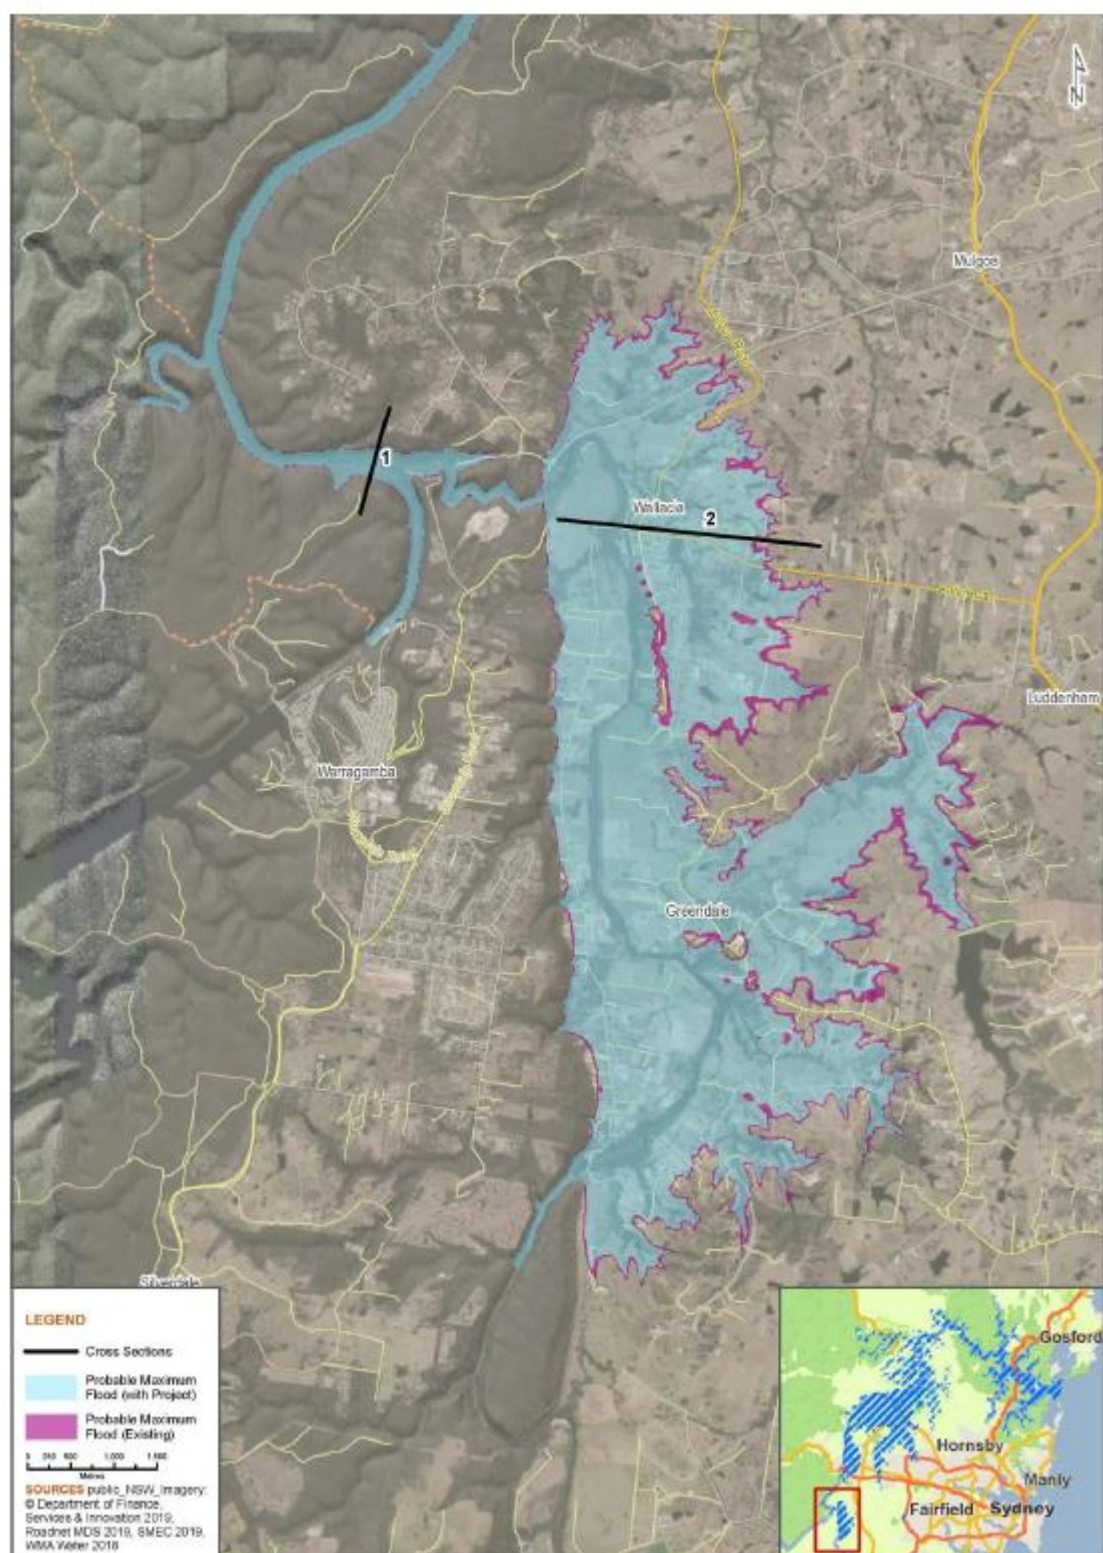 Mulgoa
1
Wallacia
2
Luddenham
Warragamba
Greendale
Silverdale
LEGEND
Cross Sections
Probable Maximum
Flood (with Project)
Probable Maximum
Flood (Existing)
Metres
SOURCES public_NSW_Imagery:
© Department of Finance,
Services & Innovation 2019,
Roadnet MDS 2019, SMEC 2019,
WMA Water 2018
Gosford
Hornsby
Manly
Fairfield Sydney